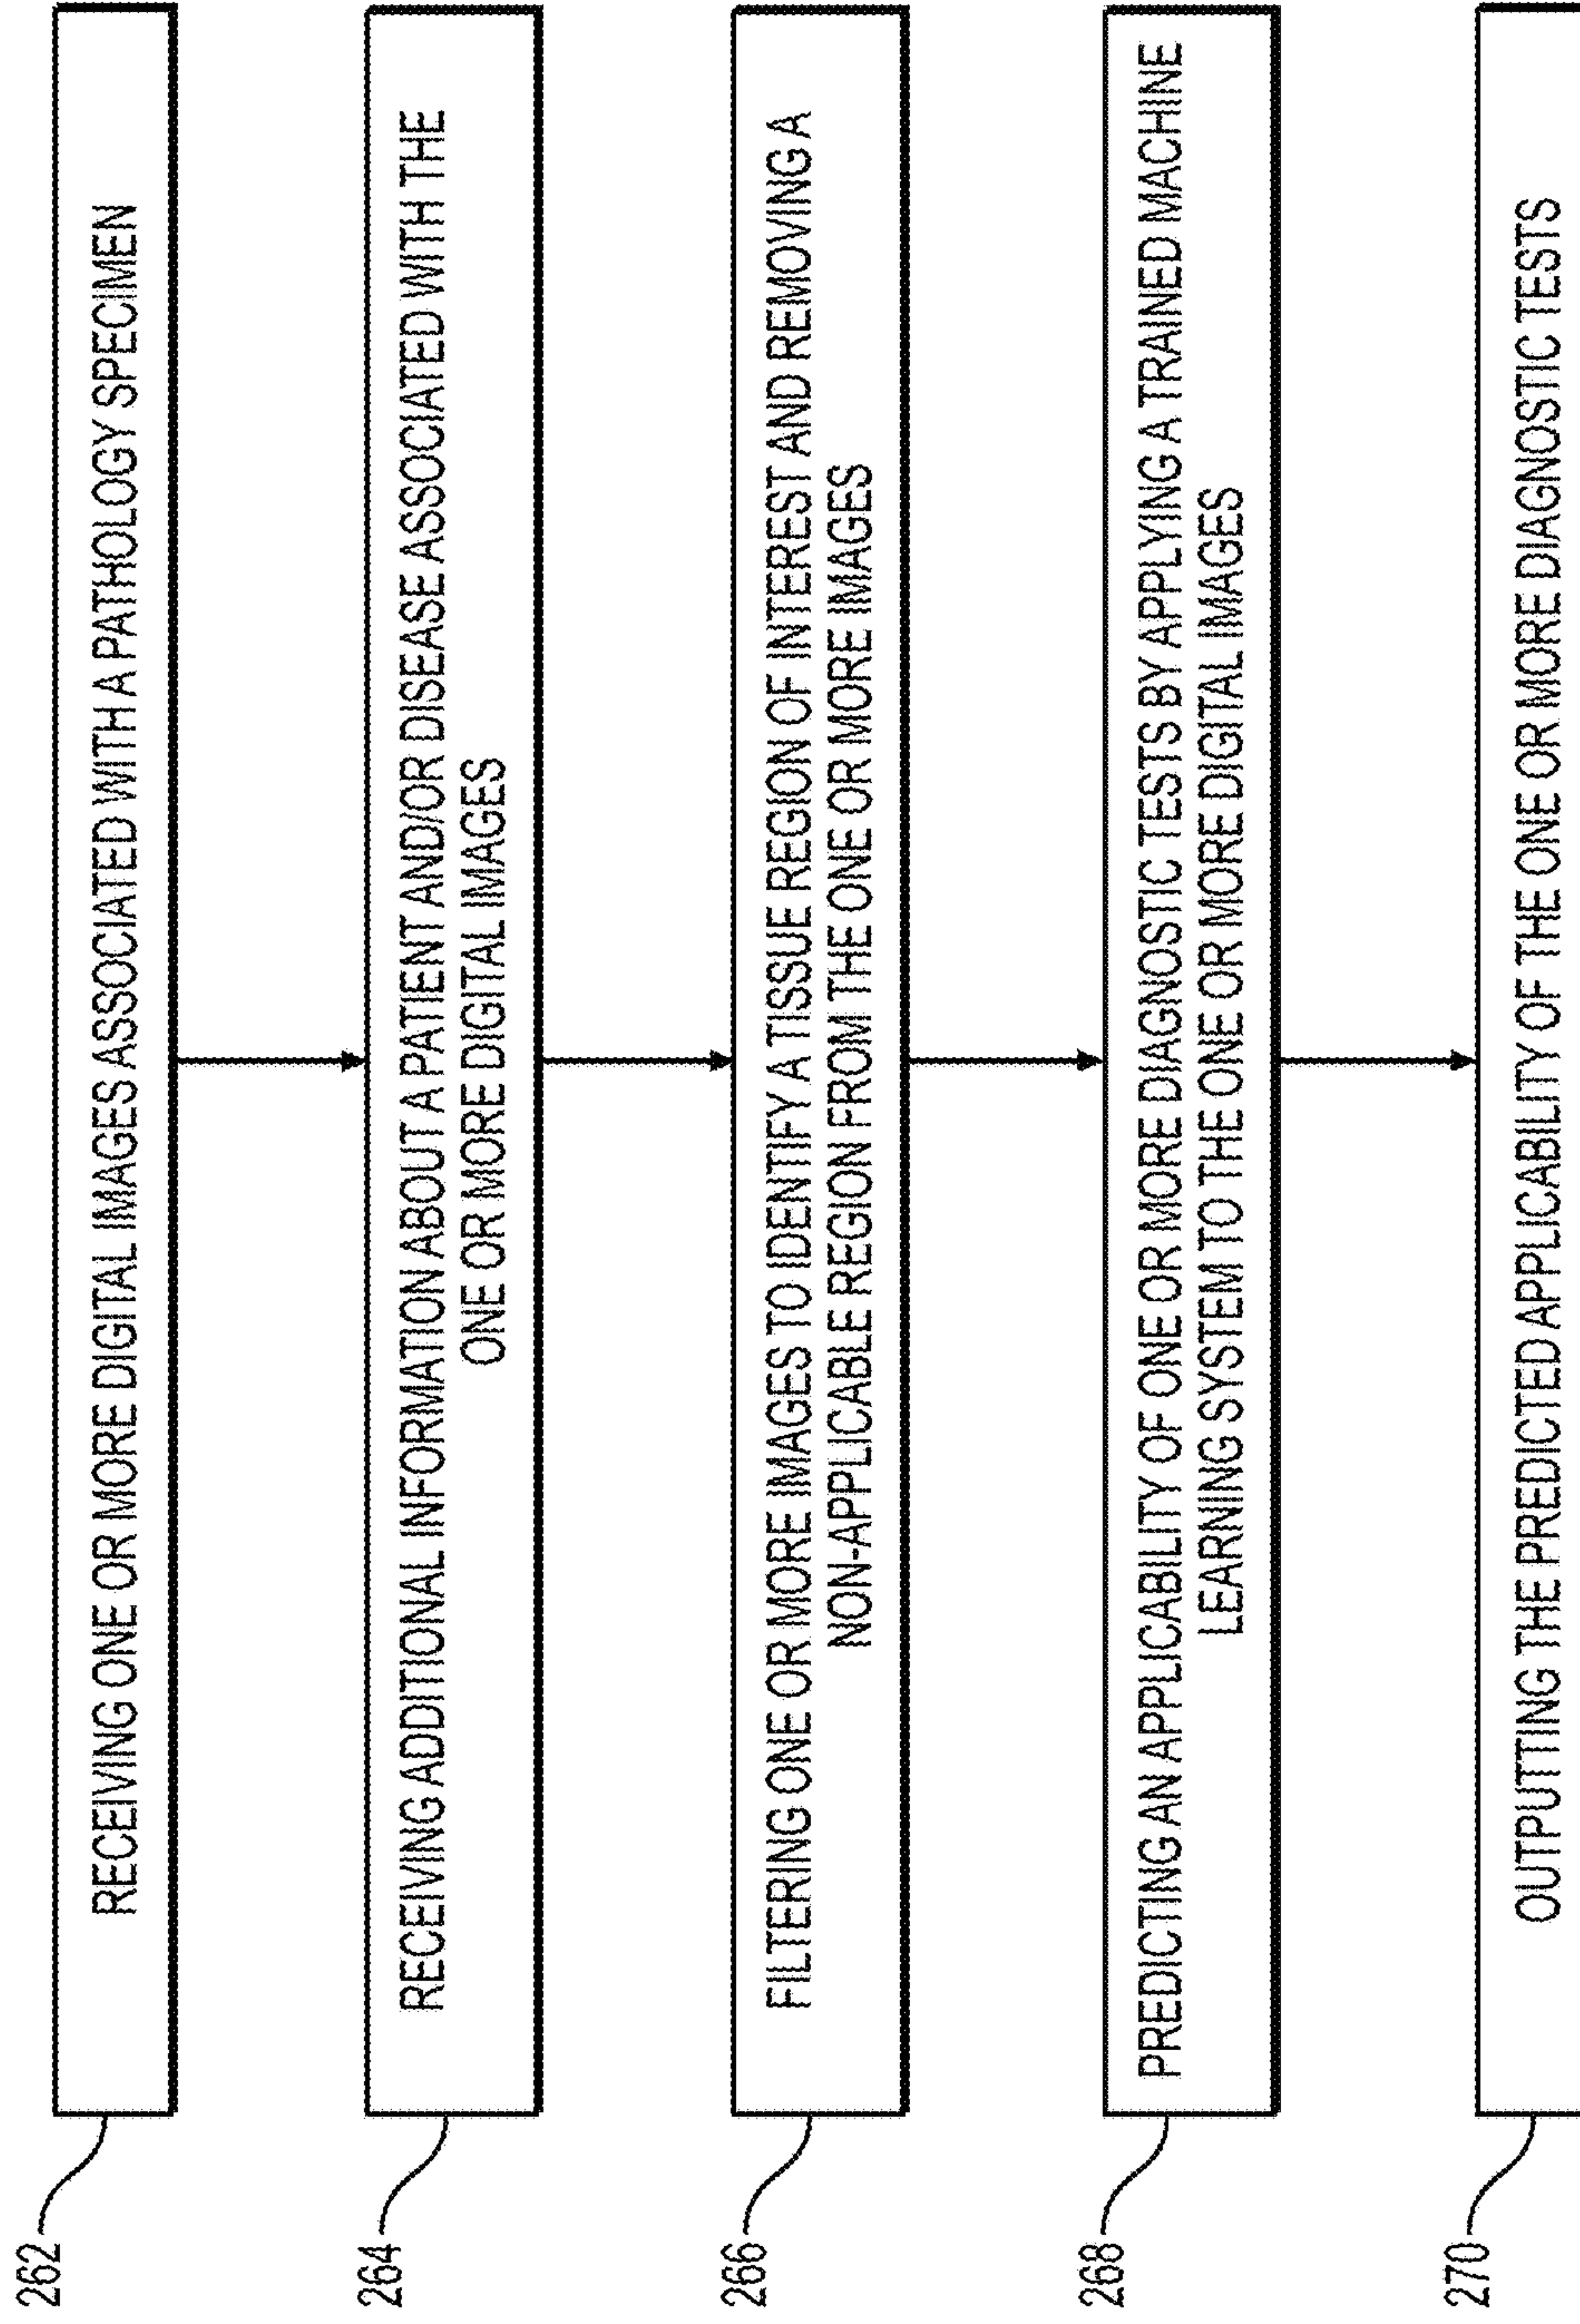 262
RECEIVING ONE OR MORE DIGITAL IMAGES ASSOCIATED WITH A PATHOLOGY SPECIMEN
264
RECEIVING ADDITIONAL INFORMATION ABOUT A PATIENT AND/OR DISEASE ASSOCIATED WITH THE
ONE OR MORE DIGITAL IMAGES
266
FILTERING ONE OR MORE IMAGES TO IDENTIFY A TISSUE REGION OF INTEREST AND REMOVING A
NON-APPLICABLE REGION FROM THE ONE OR MORE IMAGES
268
PREDICTING AN APPLICABILITY OF ONE OR MORE DIAGNOSTIC TESTS BY APPLYING A TRAINED MACHINE
LEARNING SYSTEM TO THE ONE OR MORE DIGITAL IMAGES
270
OUTPUTTING THE PREDICTED APPLICABILITY OF THE ONE OR MORE DIAGNOSTIC TESTS